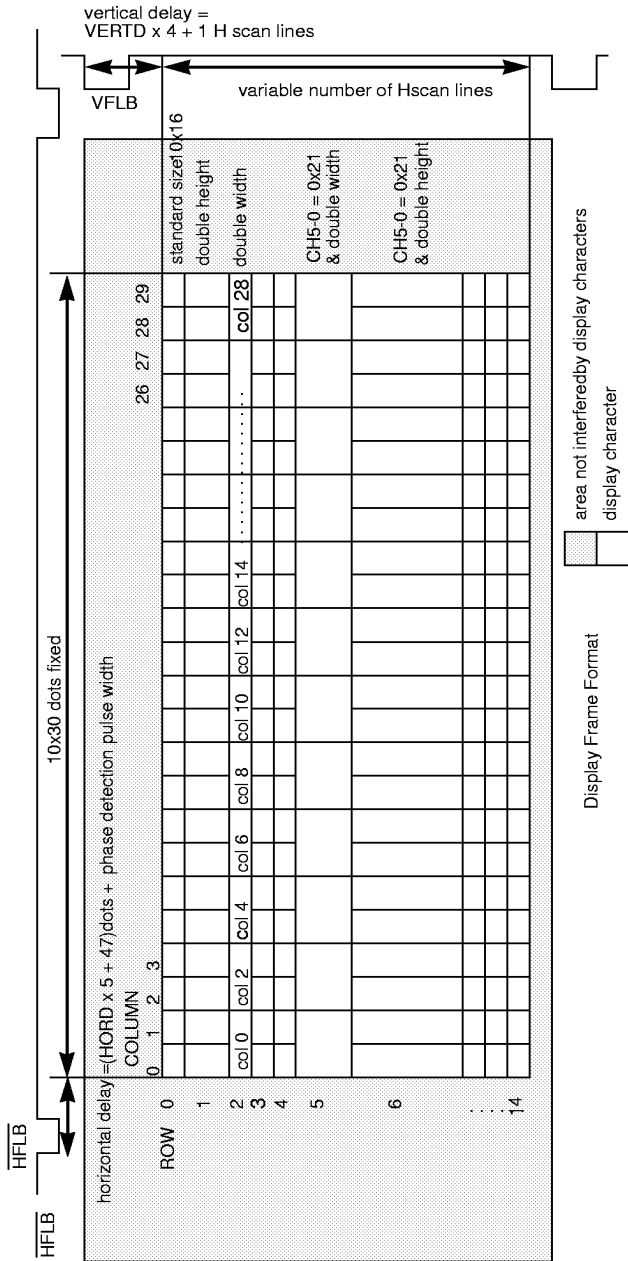 vertical delay =
VERTD x 4 + 1 H scan lines
VFLB
variable number of Hscan lines
standard size10x16
double height
double width
CH5-0 = 0x21
& double width
CH5-0 = 0x21
& double height
10x30 dots fixed
HFLB
HFLB
horizontal delay =(HORD x 5 + 47)dots + phase detection pulse width
COLUMN
0 1 2 3 26 27 28 29
ROW
0
1
2 col 0 col 2 col 4 col 6 col 8 col 10 col 12 col 14 . . . . . . . . . . . . col 28
3
4
5
6
. . . . .
14
area not interferedby display characters
display character
Display Frame Format